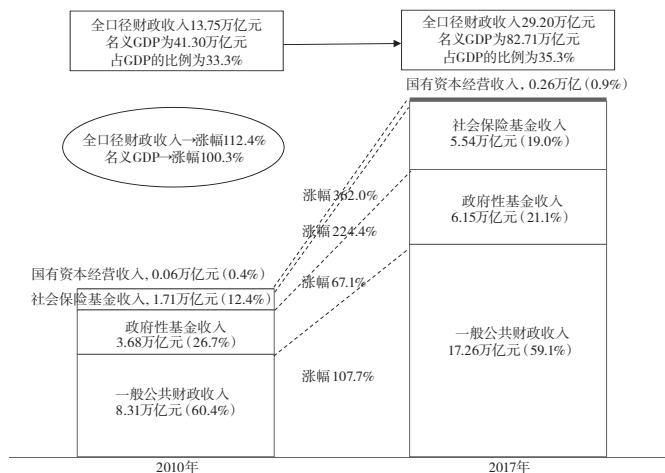 全口径财政收入13.75万亿元
名义GDP为41.30万亿元
占GDP的比例为33.3%
全口径财政收入29.20万亿元
名义GDP为82.71万亿元
占GDP的比例为35.3%
国有资本经营收入, 0.26万亿(0.9%)
全口径财政收入→涨幅112.4%
名义GDP→涨幅100.3%
社会保险基金收入
5.54万亿元(19.0%)
涨幅362.0%
政府性基金收入
6.15万亿元(21.1%)
涨幅224.4%
国有资本经营收入, 0.06万亿元(0.4%)
涨幅67.1%
社会保险基金收入, 1.71万亿元(12.4%)
政府性基金收入
3.68万亿元(26.7%)
一般公共财政收入
17.26万亿元(59.1%)
涨幅107.7%
一般公共财政收入
8.31万亿元(60.4%)
2010年
2017年